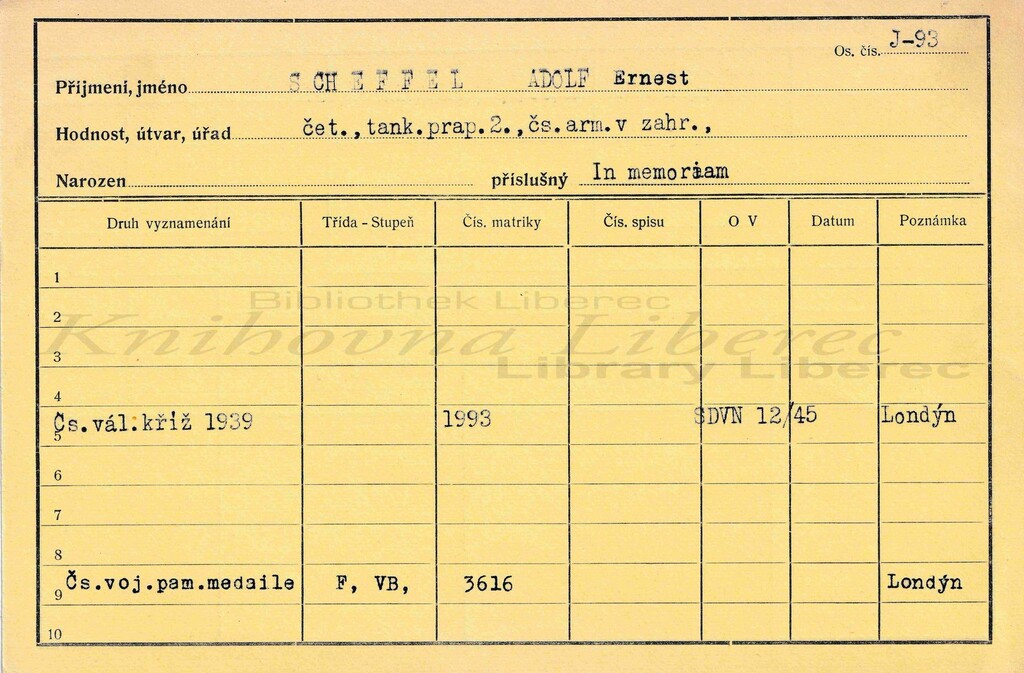 Os. čís. J-93
Příjmení, jméno SCHEFFEL ADOLF Ernest
Hodnost, útvar, úřad čet., tank.prap.2.,čs.arm.v zahr.,
Narozen příslušný In memoriam
Druh vyznamenání Třída - Stupeň Čís. matriky Čís. spisu O V Datum Poznámka
1
Bibliothek Liberec
2
Knihovna Liberec
3
Library Liberec
4
Čs.vál.kříž 1939 1993 SDVN 12/45 Londýn
5
6
7
8
Čs.voj.pam.medaile F, VB, 3616 Londýn
9
10